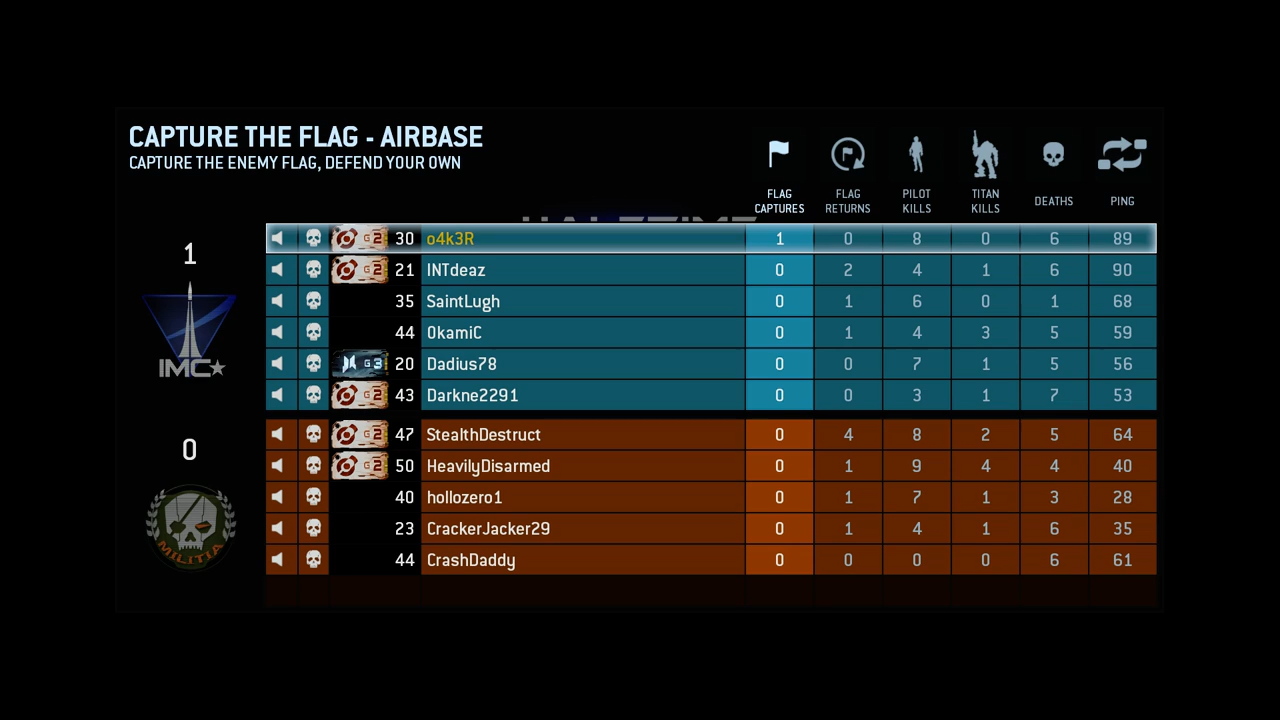 CAPTURE THE FLAG - AIRBASE
CAPTURE THE ENEMY FLAG, DEFEND YOUR OWN
FLAG CAPTURES FLAG RETURNS PILOT KILLS TITAN KILLS DEATHS PING
1
IMC
0
MILITIA
G2 30 o4k3R 1 0 8 0 6 89
G2 21 INTdeaz 0 2 4 1 6 90
35 SaintLugh 0 1 6 0 1 68
44 OkamiC 0 1 4 3 5 59
G3 20 Dadius78 0 0 7 1 5 56
G2 43 Darkne2291 0 0 3 1 7 53
G2 47 StealthDestruct 0 4 8 2 5 64
G2 50 HeavilyDisarmed 0 1 9 4 4 40
40 hollozero1 0 1 7 1 3 28
23 CrackerJacker29 0 1 4 1 6 35
44 CrashDaddy 0 0 0 0 6 61